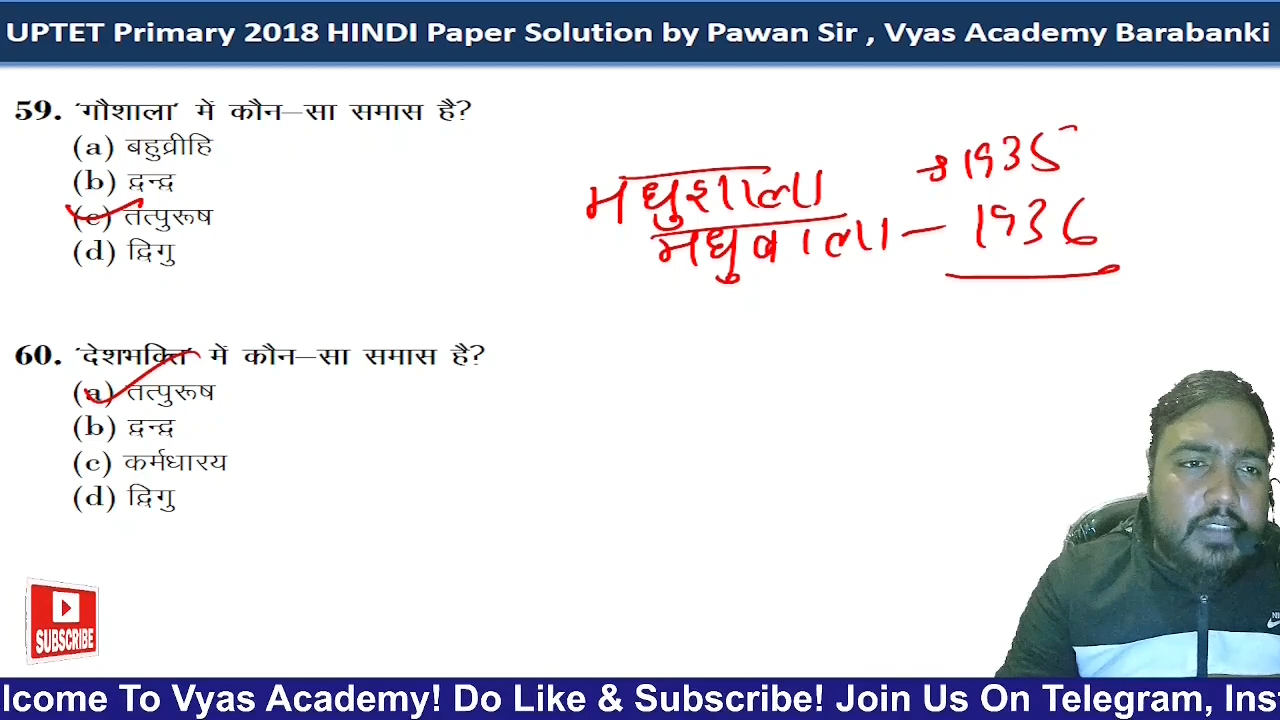 UPTET Primary 2018 HINDI Paper Solution by Pawan Sir , Vyas Academy Barabanki
59. 'गौशाला' में कौन–सा समास है?
(a) बहुव्रीहि
(b) द्वन्द्व
(c) तत्पुरूष
(d) द्विगु
मधुशाला 1935
मधुबाला – 1936
60. 'देशभक्ति' में कौन–सा समास है?
(a) तत्पुरूष
(b) द्वन्द्व
(c) कर्मधारय
(d) द्विगु
SUBSCRIBE
lcome To Vyas Academy! Do Like & Subscribe! Join Us On Telegram, Ins